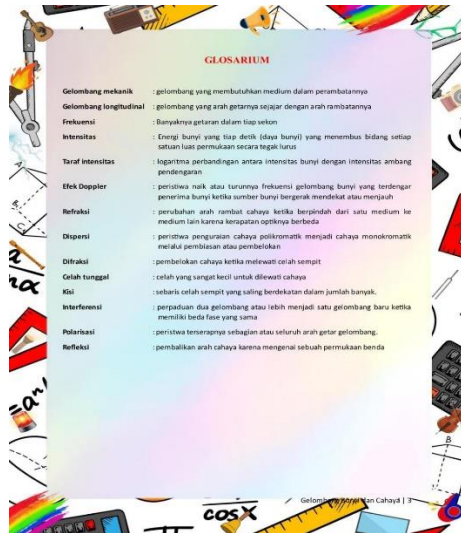 GLOSARIUM
Gelombang mekanik : gelombang yang membutuhkan medium dalam perambatannya
Gelombang longitudinal : gelombang yang arah getarnya sejajar dengan arah rambatannya
Frekuensi : Banyaknya getaran dalam tiap sekon
Intensitas : Energi bunyi yang tiap detik (daya bunyi) yang menembus bidang setiap
satuan luas permukaan secara tegak lurus
Taraf intensitas : logaritma perbandingan antara intensitas bunyi dengan intensitas ambang
pendengaran
Efek Doppler : peristiwa naik atau turunnya frekuensi gelombang bunyi yang terdengar
penerima bunyi ketika sumber bunyi bergerak mendekat atau menjauh
Refraksi : perubahan arah rambat cahaya ketika berpindah dari satu medium ke
medium lain karena kerapatan optiknya berbeda
Dispersi : peristiwa penguraian cahaya polikromatik menjadi cahaya monokromatik
melalui pembiasan atau pembelokan
Difraksi : pembelokan cahaya ketika melewati celah sempit
Celah tunggal : celah yang sangat kecil untuk dilewati cahaya
Kisi : sebaris celah sempit yang saling berdekatan dalam jumlah banyak.
Interferensi : perpaduan dua gelombang atau lebih menjadi satu gelombang baru ketika
memiliki beda fase yang sama
Polarisasi : peristwa terserapnya sebagian atau seluruh arah getar gelombang.
Refleksi : pembalikan arah cahaya karena mengenai sebuah permukaan benda
Gelombang Bunyi dan Cahaya | 3
cos x